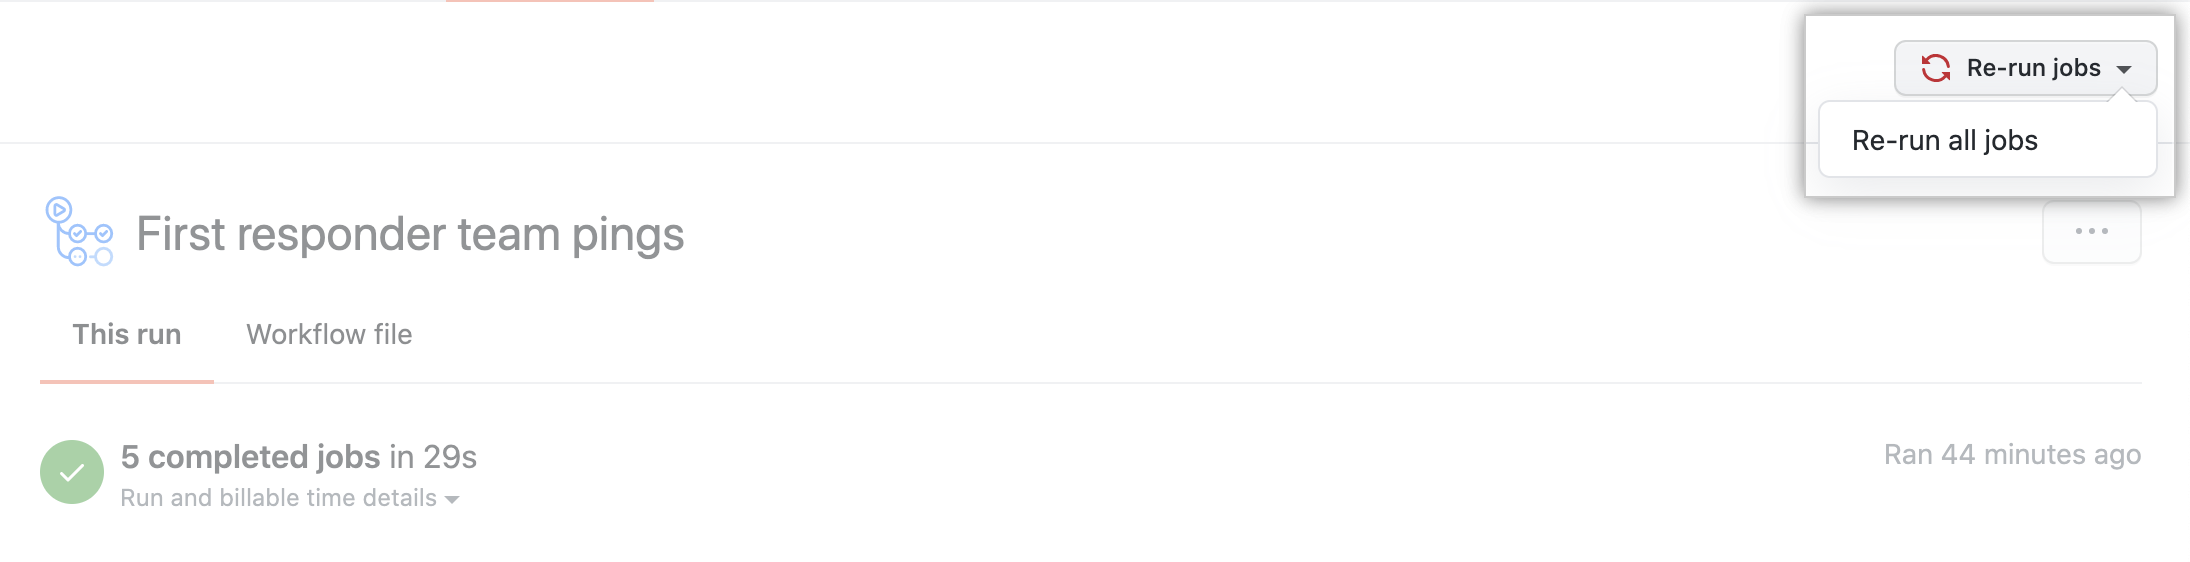 Re-run jobs
Re-run all jobs
First responder team pings
This run
Workflow file
5 completed jobs in 29s
Ran 44 minutes ago
Run and billable time details